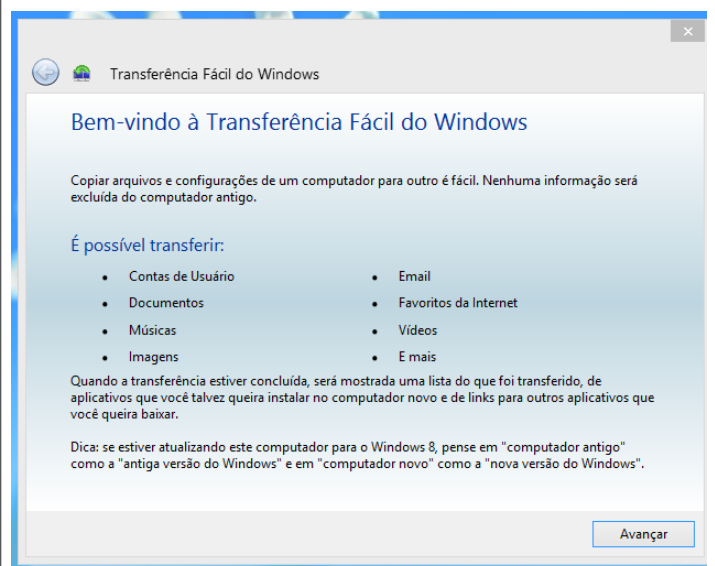 Transferência Fácil do Windows
Bem-vindo à Transferência Fácil do Windows
Copiar arquivos e configurações de um computador para outro é fácil. Nenhuma informação será
excluída do computador antigo.
É possível transferir:
• Contas de Usuário
• Documentos
• Músicas
• Imagens
• Email
• Favoritos da Internet
• Vídeos
• E mais
Quando a transferência estiver concluída, será mostrada uma lista do que foi transferido, de
aplicativos que você talvez queira instalar no computador novo e de links para outros aplicativos que
você queira baixar.
Dica: se estiver atualizando este computador para o Windows 8, pense em "computador antigo"
como a "antiga versão do Windows" e em "computador novo" como a "nova versão do Windows".
Avançar